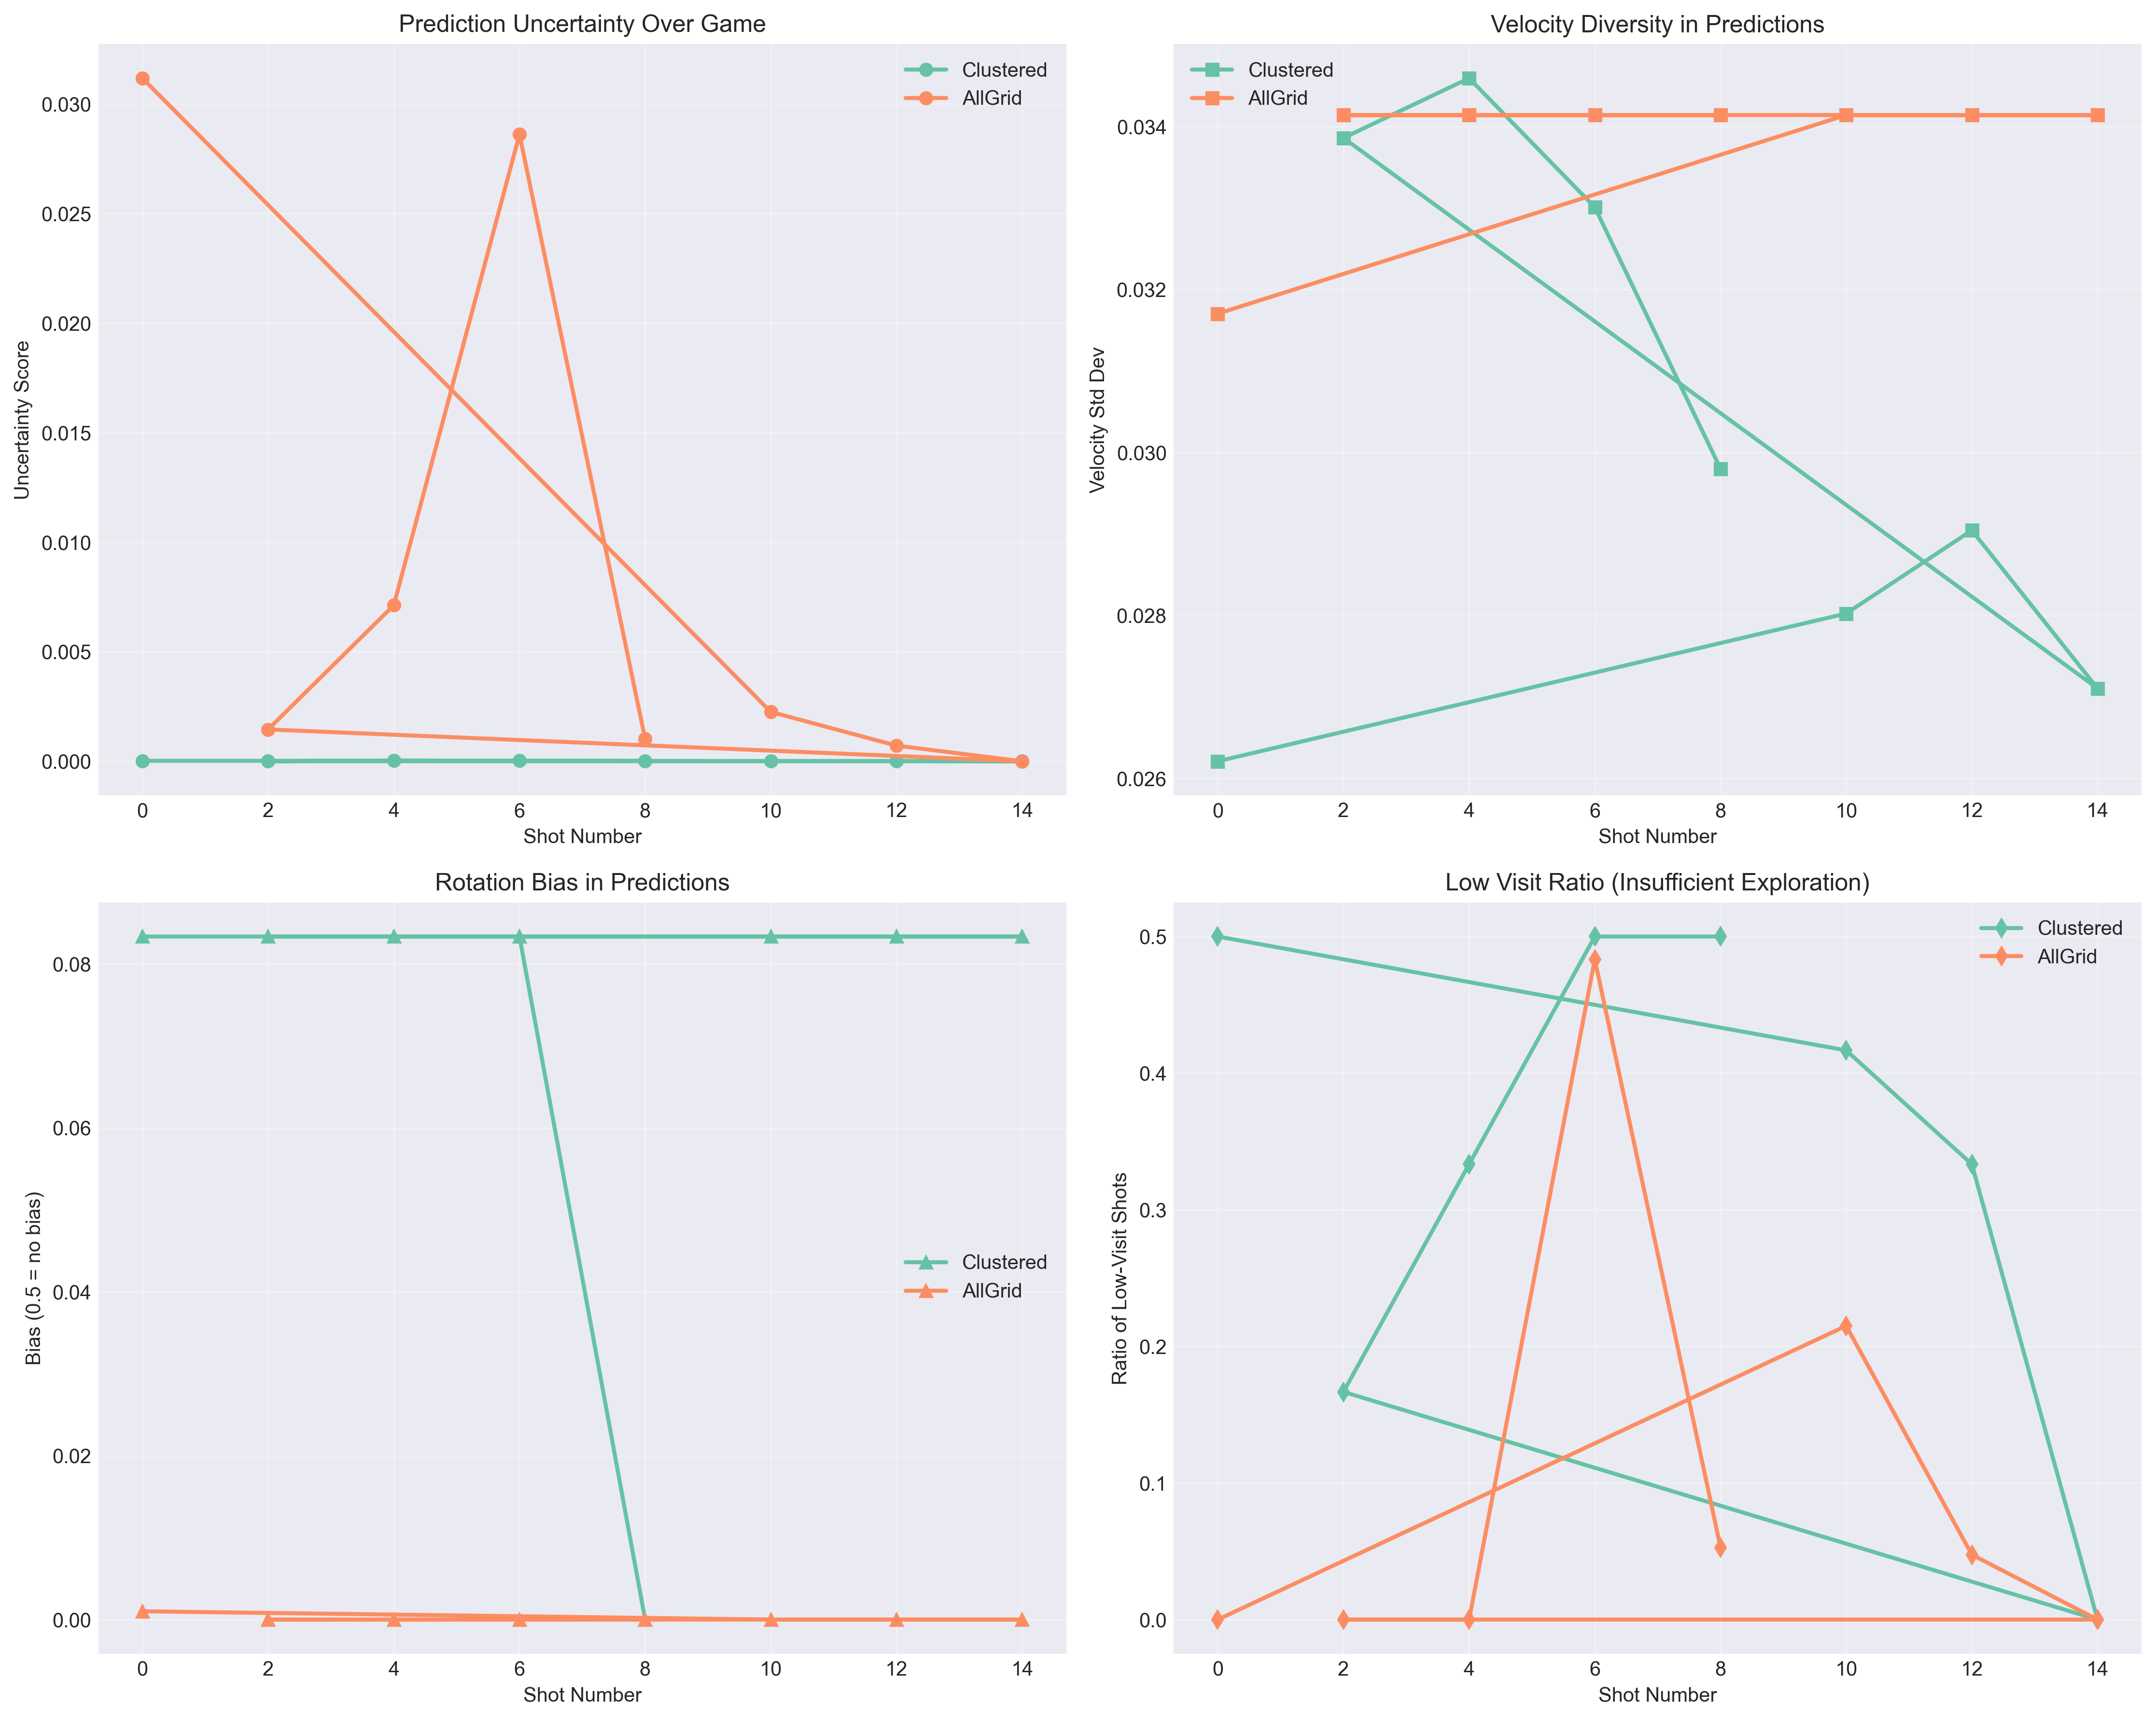 Prediction Uncertainty Over Game
Uncertainty Score
0.030
0.025
0.020
0.015
0.010
0.005
0.000
Clustered
AllGrid
0 2 4 6 8 10 12 14
Shot Number
Velocity Diversity in Predictions
Velocity Std Dev
0.034
0.032
0.030
0.028
0.026
Clustered
AllGrid
0 2 4 6 8 10 12 14
Shot Number
Rotation Bias in Predictions
Bias (0.5 = no bias)
0.08
0.06
0.04
0.02
0.00
Clustered
AllGrid
0 2 4 6 8 10 12 14
Shot Number
Low Visit Ratio (Insufficient Exploration)
Ratio of Low-Visit Shots
0.5
0.4
0.3
0.2
0.1
0.0
Clustered
AllGrid
0 2 4 6 8 10 12 14
Shot Number